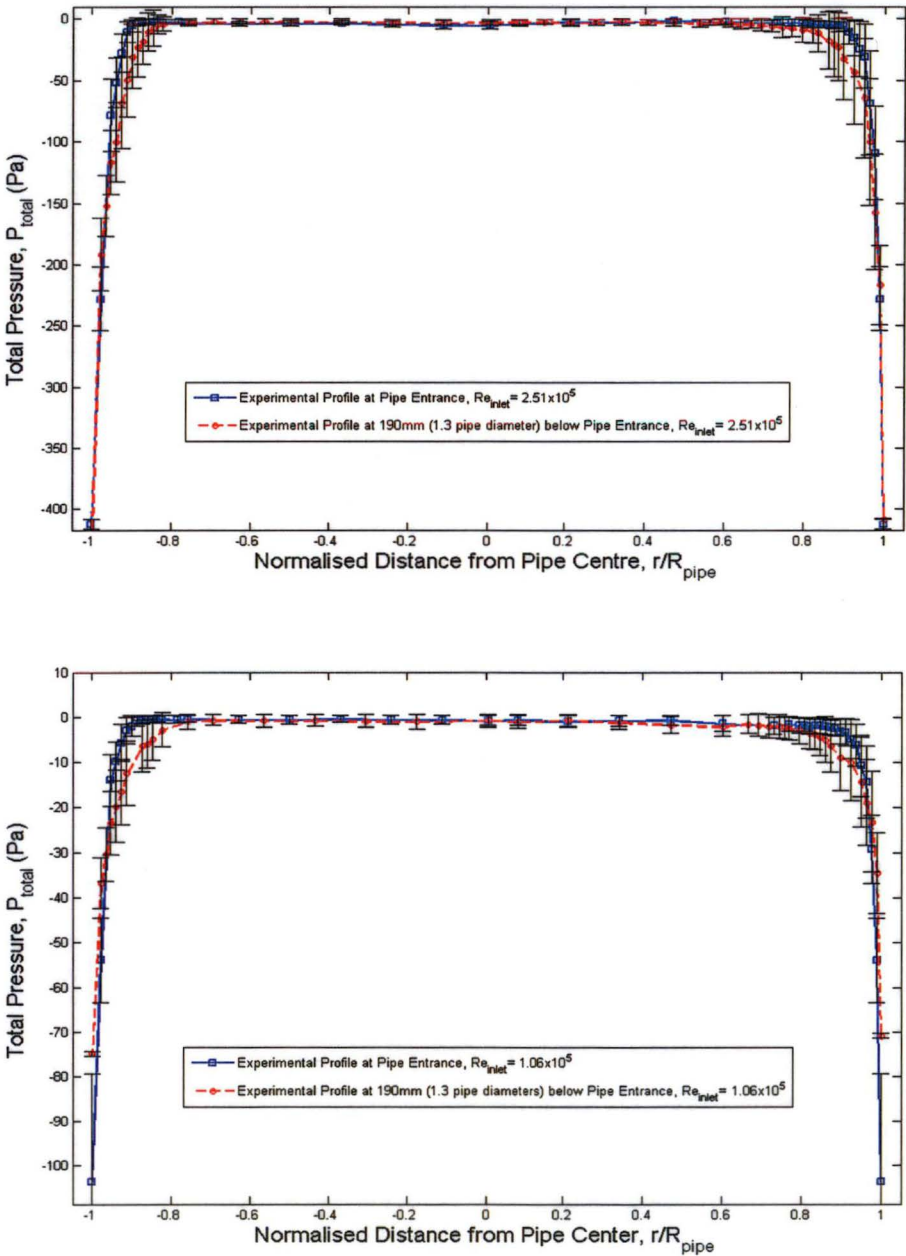 0
-50
-100
-150
-200
-250
-300
-350
-400
Total Pressure, P_total (Pa)
Experimental Profile at Pipe Entrance, Re_inlet= 2.51x10^5
Experimental Profile at 190mm (1.3 pipe diameter) below Pipe Entrance, Re_inlet= 2.51x10^5
-1 -0.8 -0.6 -0.4 -0.2 0 0.2 0.4 0.6 0.8 1
Normalised Distance from Pipe Centre, r/R_pipe
10
0
-10
-20
-30
-40
-50
-60
-70
-80
-90
-100
Total Pressure, P_total (Pa)
Experimental Profile at Pipe Entrance, Re_inlet= 1.06x10^5
Experimental Profile at 190mm (1.3 pipe diameters) below Pipe Entrance, Re_inlet= 1.06x10^5
-1 -0.8 -0.6 -0.4 -0.2 0 0.2 0.4 0.6 0.8 1
Normalised Distance from Pipe Center, r/R_pipe